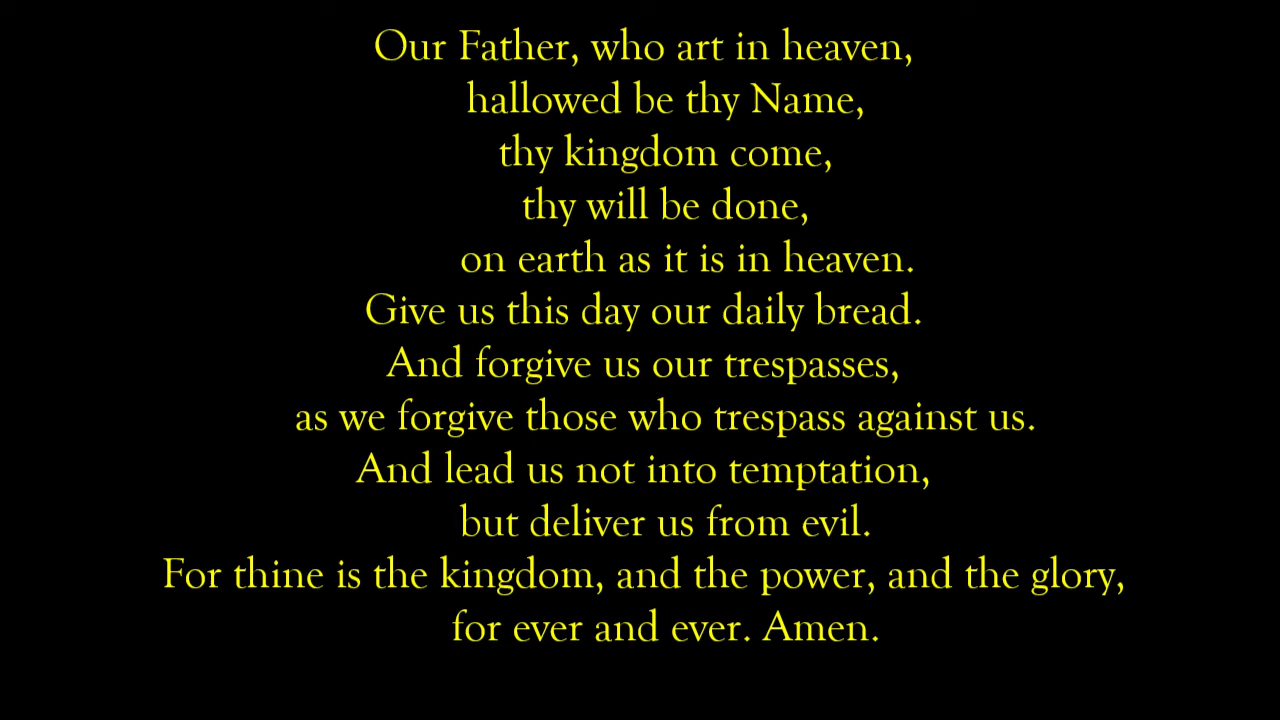 Our Father, who art in heaven,
hallowed be thy Name,
thy kingdom come,
thy will be done,
on earth as it is in heaven.
Give us this day our daily bread.
And forgive us our trespasses,
as we forgive those who trespass against us.
And lead us not into temptation,
but deliver us from evil.
For thine is the kingdom, and the power, and the glory,
for ever and ever. Amen.